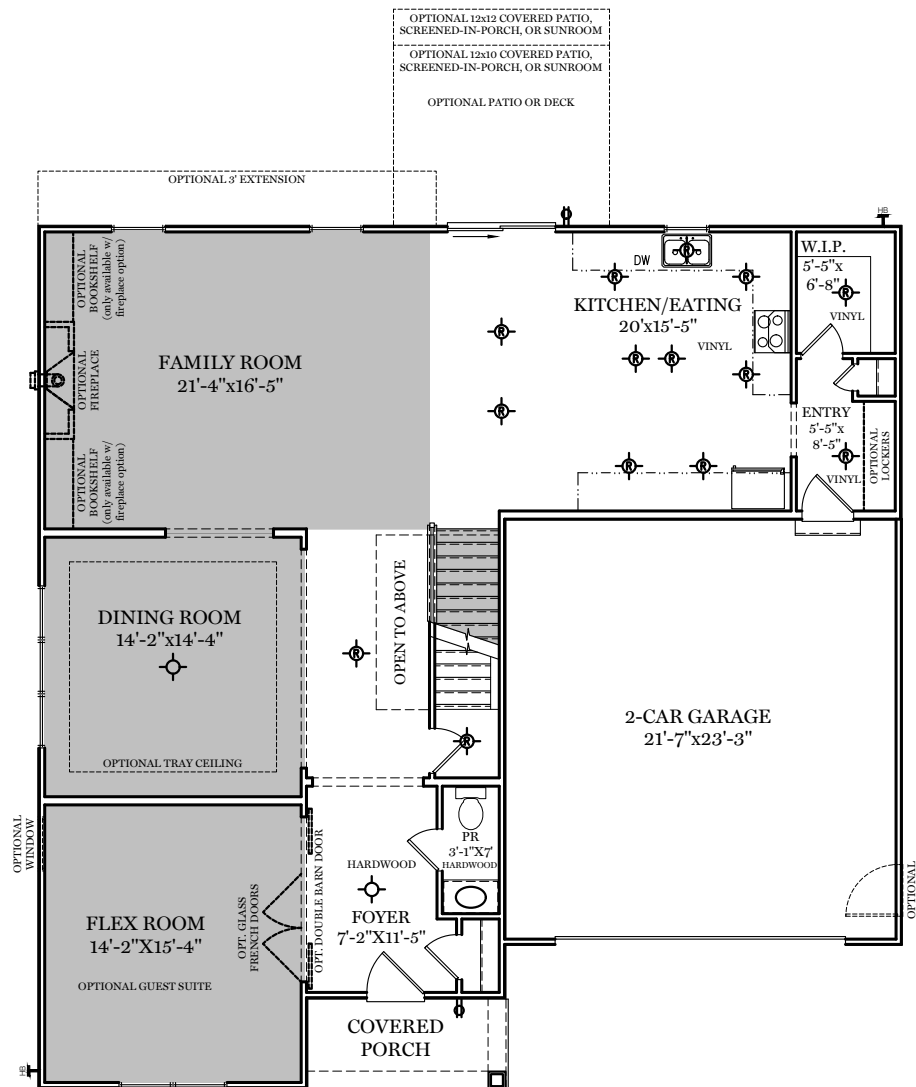 OPTIONAL 12x12 COVERED PATIO,
SCREENED-IN-PORCH, OR SUNROOM
OPTIONAL 12x10 COVERED PATIO,
SCREENED-IN-PORCH, OR SUNROOM
OPTIONAL PATIO OR DECK
OPTIONAL 3' EXTENSION
HB
OPTIONAL
BOOKSHELF
(only available w/
fireplace option)
DW
R
W.I.P.
5'-5"x
6'-8"
R
VINYL
R
R
KITCHEN/EATING
20'x15'-5"
VINYL
R
R
R
R
FAMILY ROOM
21'-4"x16'-5"
OPTIONAL
FIREPLACE
R
ENTRY
5'-5"x
8'-5"
R
VINYL
OPTIONAL
LOCKERS
OPTIONAL
BOOKSHELF
(only available w/
fireplace option)
R
R
DINING ROOM
14'-2"x14'-4"
OPTIONAL TRAY CEILING
R
OPEN TO ABOVE
R
2-CAR GARAGE
21'-7"x23'-3"
OPTIONAL
WINDOW
PR
3'-1"X7'
HARDWOOD
HARDWOOD
FOYER
7'-2"X11'-5"
OPT. DOUBLE BARN DOOR
OPT. GLASS
FRENCH DOORS
FLEX ROOM
14'-2"X15'-4"
OPTIONAL GUEST SUITE
OPTIONAL
COVERED
PORCH
HB